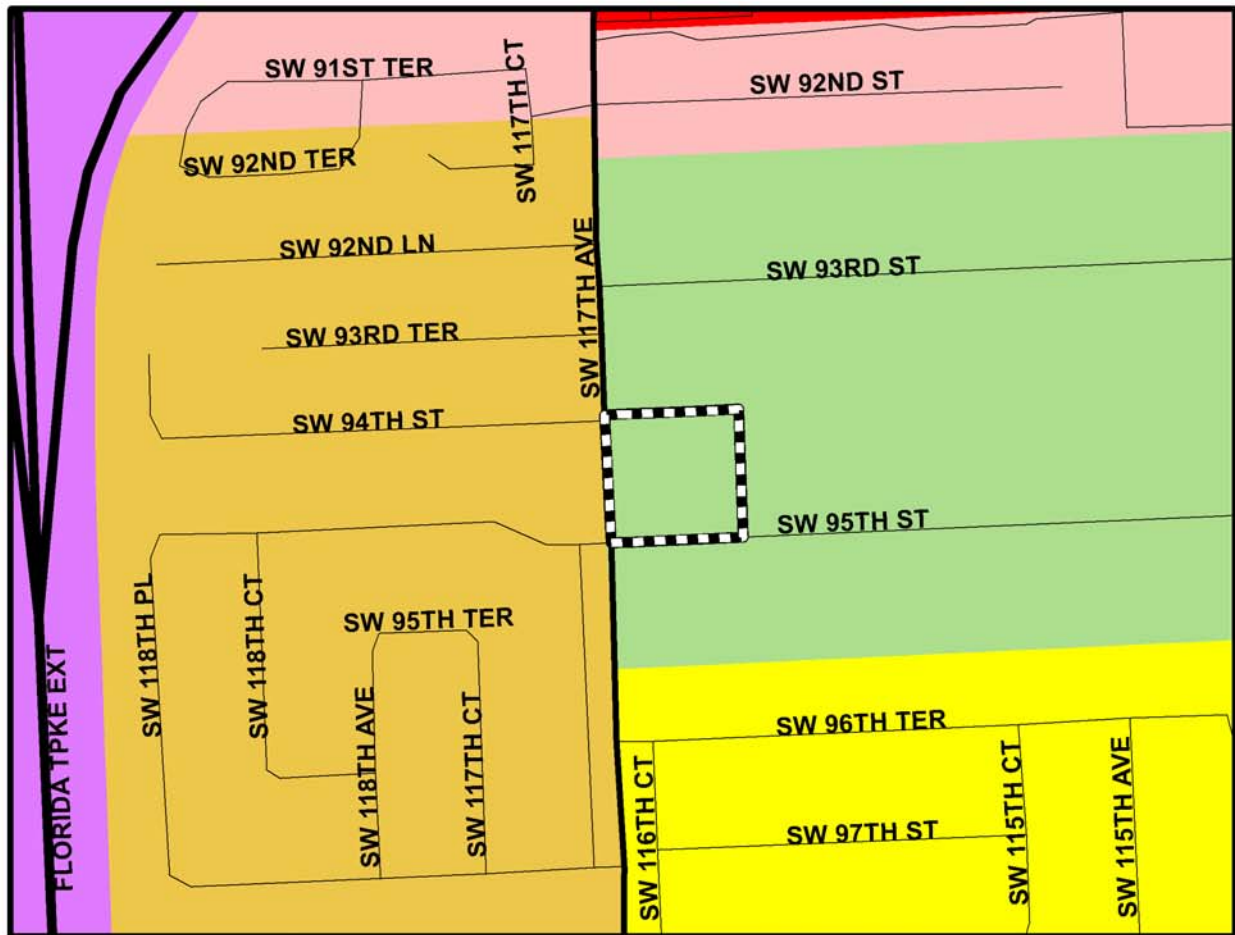 SW 91ST TER
SW 117TH CT
SW 92ND ST
SW 92ND TER
SW 92ND LN
SW 117TH AVE
SW 93RD ST
SW 93RD TER
SW 94TH ST
SW 95TH ST
SW 118TH PL
SW 118TH CT
SW 95TH TER
SW 118TH AVE
SW 117TH CT
FLORIDA TPKE EXT
SW 96TH TER
SW 116TH CT
SW 97TH ST
SW 115TH CT
SW 115TH AVE